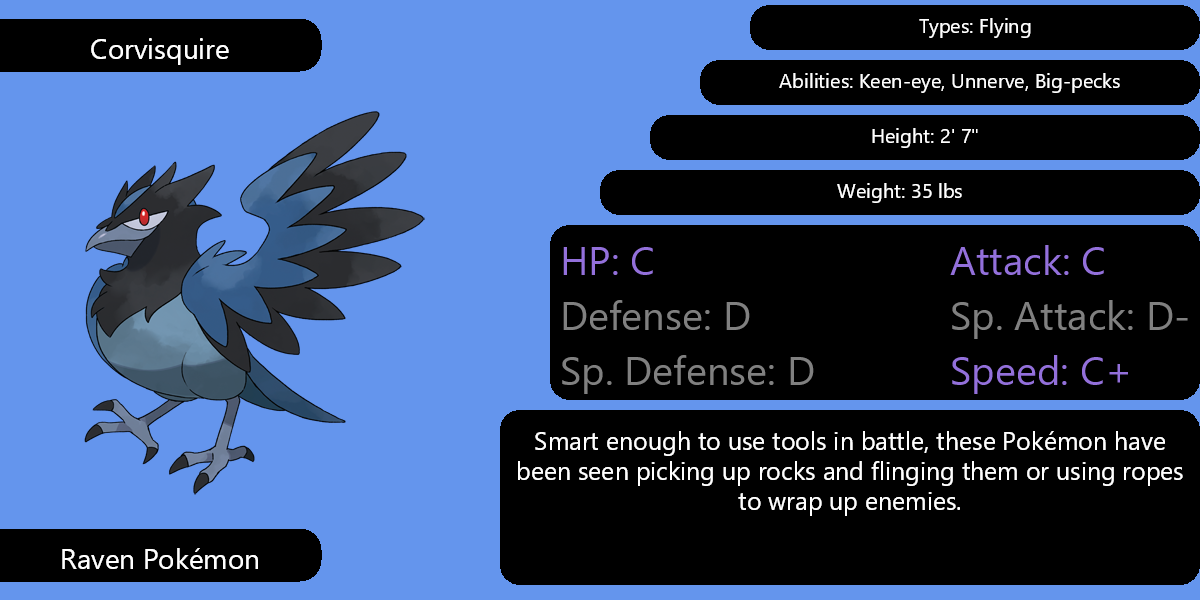 Corvisquire
Types: Flying
Abilities: Keen-eye, Unnerve, Big-pecks
Height: 2' 7"
Weight: 35 lbs
HP: C
Attack: C
Defense: D
Sp. Attack: D-
Sp. Defense: D
Speed: C+
Smart enough to use tools in battle, these Pokémon have
been seen picking up rocks and flinging them or using ropes
to wrap up enemies.
Raven Pokémon